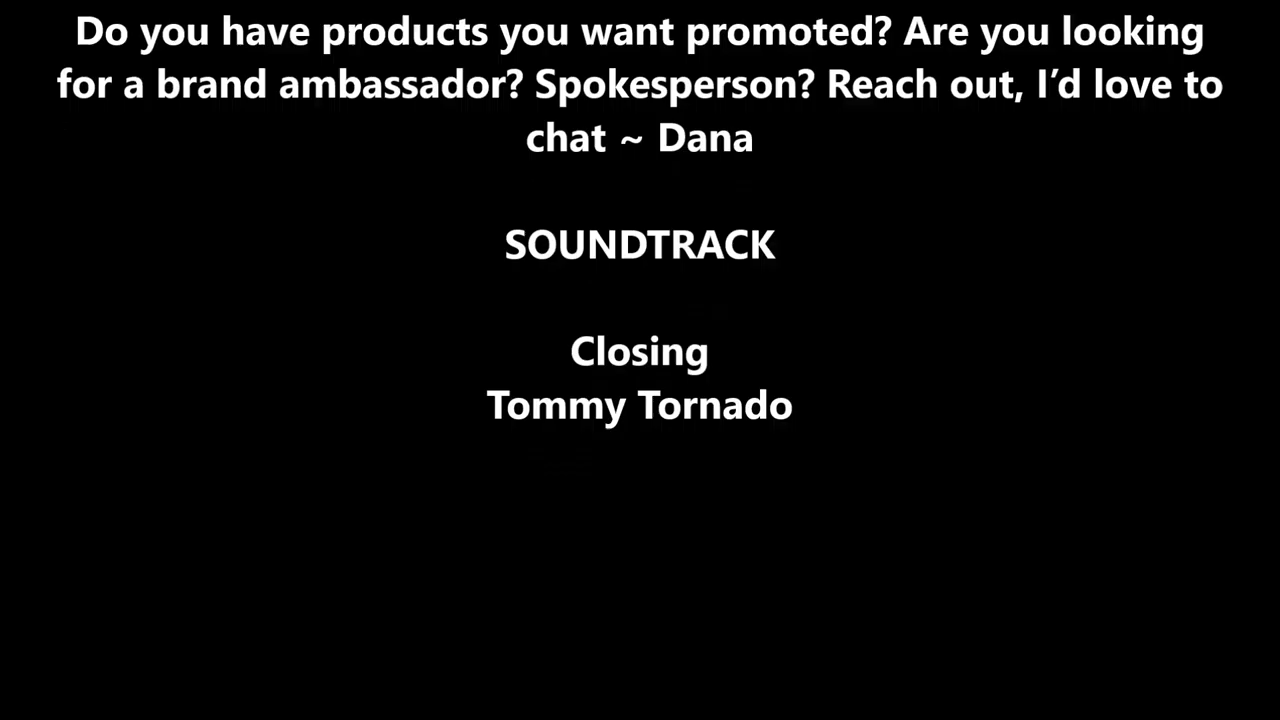 Do you have products you want promoted? Are you looking
for a brand ambassador? Spokesperson? Reach out, I’d love to
chat ~ Dana
SOUNDTRACK
Closing
Tommy Tornado